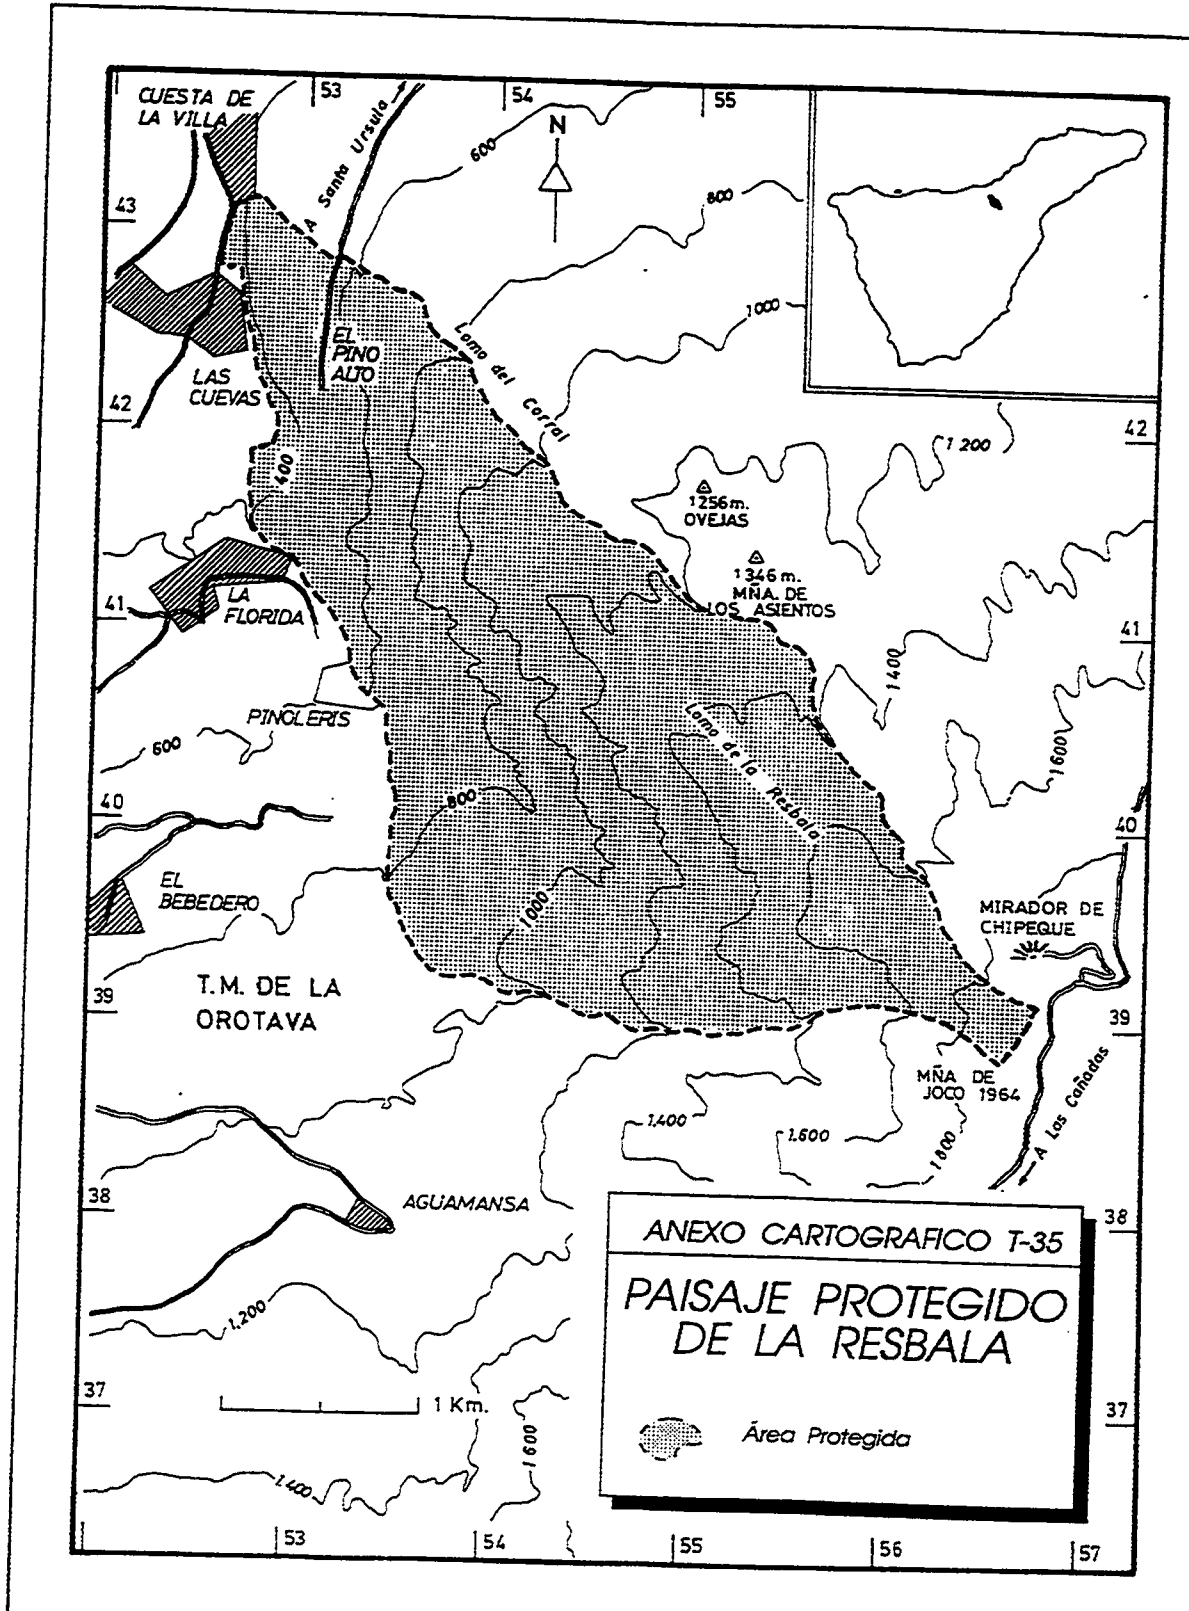 53
54
55
CUESTA DE
LA VILLA
A Santa Ursula
N
600
800
1000
43
EL
PINO
ALTO
LAS
CUEVAS
Lomo del Corral
42
42
1200
400
1256m.
OVEJAS
1346 m.
MÑA. DE
LOS ASIENTOS
LA
FLORIDA
41
41
1400
PINOLERIS
600
Lomo de la Resbala
1600
800
40
40
EL
BEBEDERO
1000
MIRADOR DE
CHIPEQUE
T.M. DE LA
OROTAVA
39
39
MÑA DE
JOCO 1964
A Las Cañadas
1.400
1.600
1.800
38
AGUAMANSA
38
ANEXO CARTOGRAFICO T-35
PAISAJE PROTEGIDO
DE LA RESBALA
1.200
37
1 Km.
37
Área Protegida
1600
1.400
53
54
55
56
57